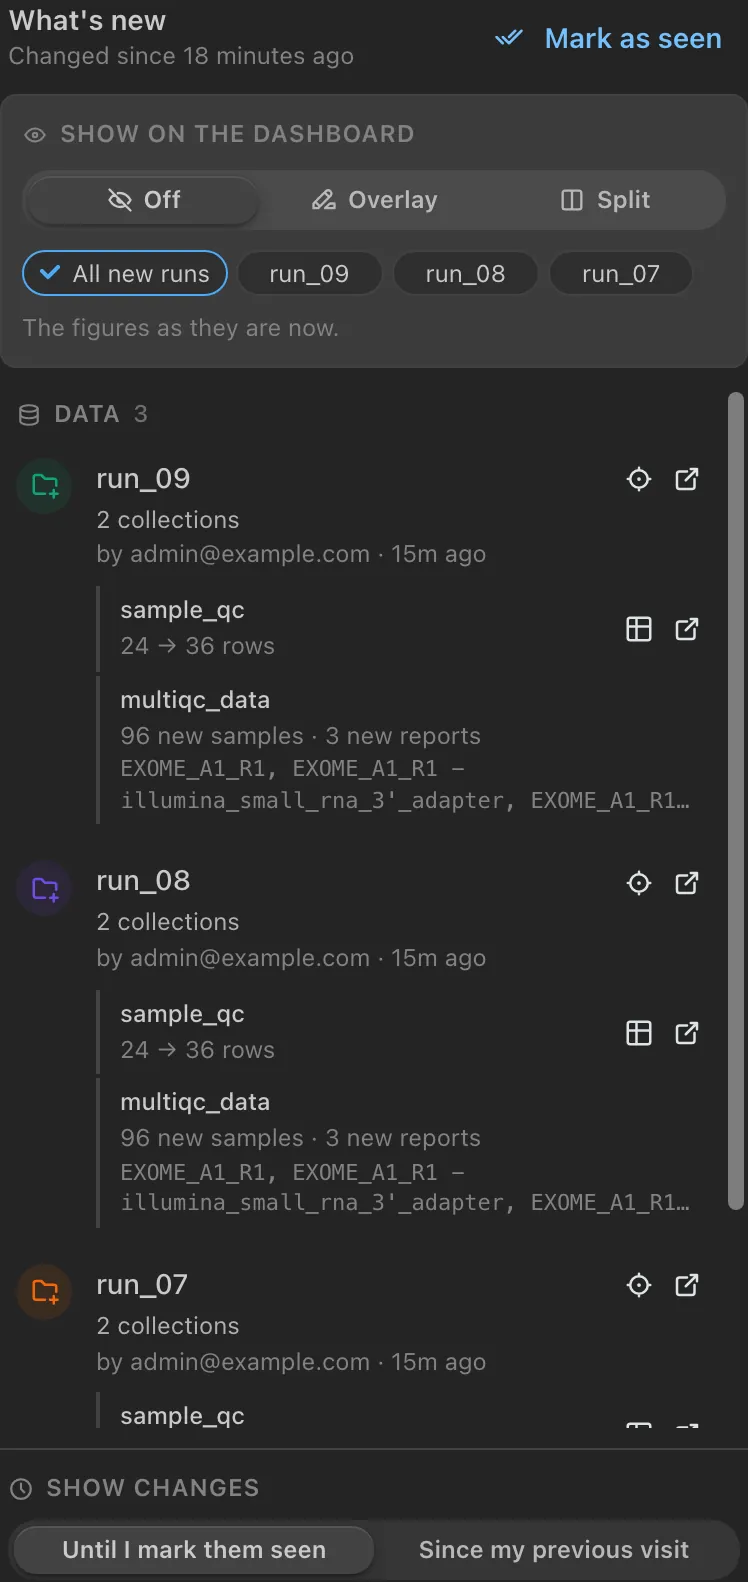 What's new
Changed since 18 minutes ago
Mark as seen
SHOW ON THE DASHBOARD
Off
Overlay
Split
All new runs
run_09
run_08
run_07
The figures as they are now.
DATA 3
run_09
2 collections
by admin@example.com · 15m ago
sample_qc
24 → 36 rows
multiqc_data
96 new samples · 3 new reports
EXOME_A1_R1, EXOME_A1_R1 –
illumina_small_rna_3'_adapter, EXOME_A1_R1…
run_08
2 collections
by admin@example.com · 15m ago
sample_qc
24 → 36 rows
multiqc_data
96 new samples · 3 new reports
EXOME_A1_R1, EXOME_A1_R1 –
illumina_small_rna_3'_adapter, EXOME_A1_R1…
run_07
2 collections
by admin@example.com · 15m ago
sample_qc
SHOW CHANGES
Until I mark them seen
Since my previous visit